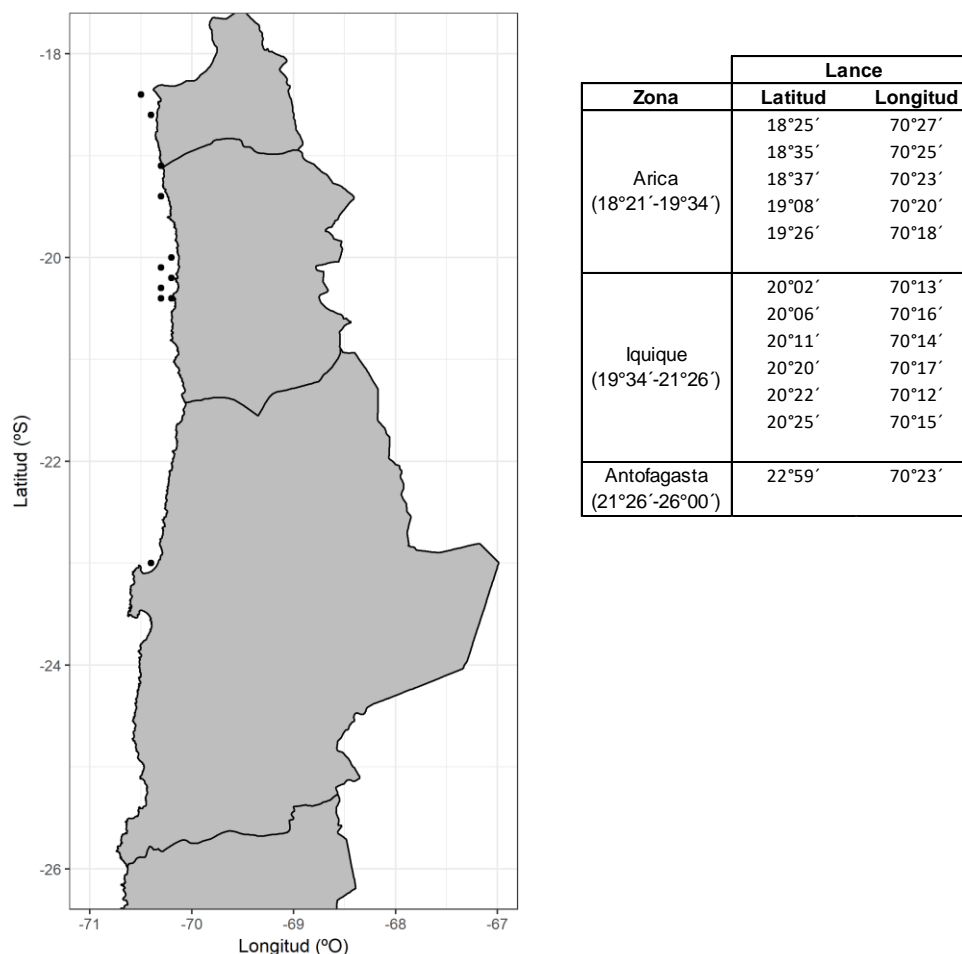 -18
-20
-22
-24
-26
Latitud (ºS)
-71 -70 -69 -68 -67
Longitud (ºO)
Lance
Zona Latitud Longitud
18°25´ 70°27´
18°35´ 70°25´
Arica 18°37´ 70°23´
(18°21´-19°34´) 19°08´ 70°20´
19°26´ 70°18´
20°02´ 70°13´
20°06´ 70°16´
Iquique 20°11´ 70°14´
(19°34´-21°26´) 20°20´ 70°17´
20°22´ 70°12´
20°25´ 70°15´
Antofagasta 22°59´ 70°23´
(21°26´-26°00´)